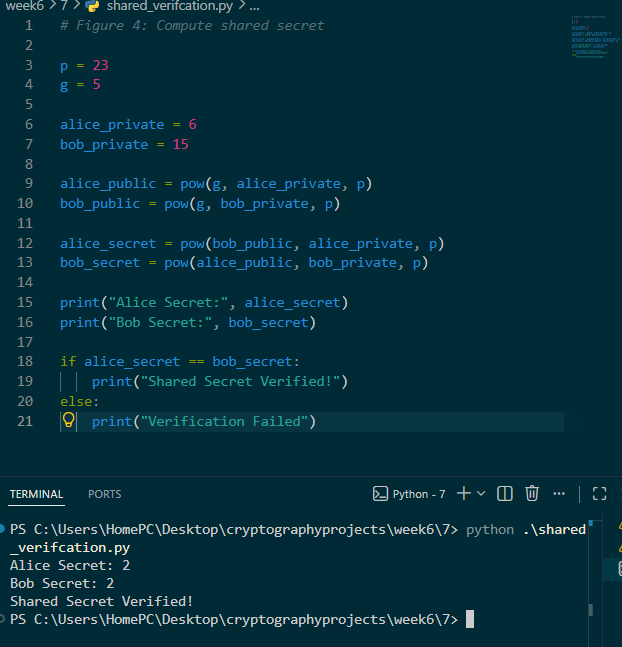 week6 > 7 > shared_verifcation.py > ...
1 # Figure 4: Compute shared secret
2
3 p = 23
4 g = 5
5
6 alice_private = 6
7 bob_private = 15
8
9 alice_public = pow(g, alice_private, p)
10 bob_public = pow(g, bob_private, p)
11
12 alice_secret = pow(bob_public, alice_private, p)
13 bob_secret = pow(alice_public, bob_private, p)
14
15 print("Alice Secret:", alice_secret)
16 print("Bob Secret:", bob_secret)
17
18 if alice_secret == bob_secret:
19 print("Shared Secret Verified!")
20 else:
21 print("Verification Failed")
TERMINAL PORTS Python - 7
PS C:\Users\HomePC\Desktop\cryptographyprojects\week6\7> python .\shared
_verifcation.py
Alice Secret: 2
Bob Secret: 2
Shared Secret Verified!
PS C:\Users\HomePC\Desktop\cryptographyprojects\week6\7>